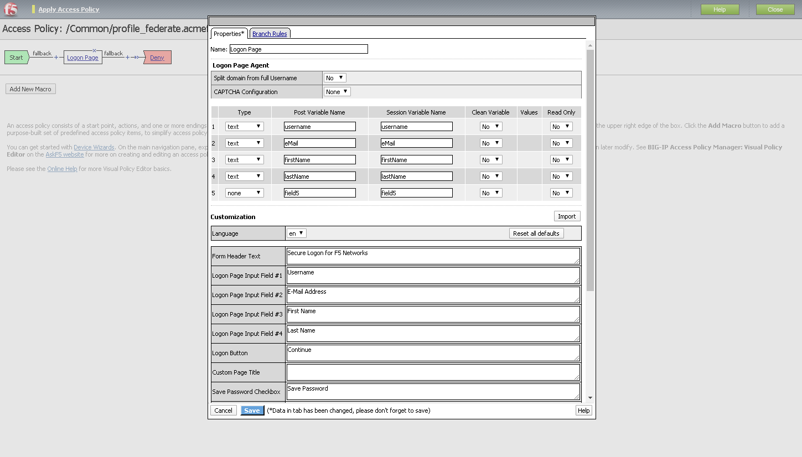 Apply Access Policy
Help
Close
Access Policy: /Common/profile_federate.acme
Start
fallback
+
Logon Page
x
fallback
+
Deny
Add New Macro
An access policy consists of a start point, actions, and one or more endings
the upper right edge of the box. Click the Add Macro button to add a
purpose-built set of predefined access policy items, to simplify access policy
You can get started with Device Wizards. On the main navigation pane, exp
n later modify. See BIG-IP Access Policy Manager: Visual Policy
Editor on the AskF5 website for more on creating and editing an access pol
Please see the Online Help for more Visual Policy Editor basics.
Properties*
Branch Rules
Name: Logon Page
Logon Page Agent
Split domain from full Username No
CAPTCHA Configuration None
Type Post Variable Name Session Variable Name Clean Variable Values Read Only
1 text username username No No
2 text eMail eMail No No
3 text firstName firstName No No
4 text lastName lastName No No
5 none field5 field5 No No
Customization Import
Language en Reset all defaults
Form Header Text Secure Logon for F5 Networks
Logon Page Input Field #1 Username
Logon Page Input Field #2 E-Mail Address
Logon Page Input Field #3 First Name
Logon Page Input Field #4 Last Name
Logon Button Continue
Custom Page Title
Save Password Checkbox Save Password
Cancel Save (*Data in tab has been changed, please don't forget to save) Help